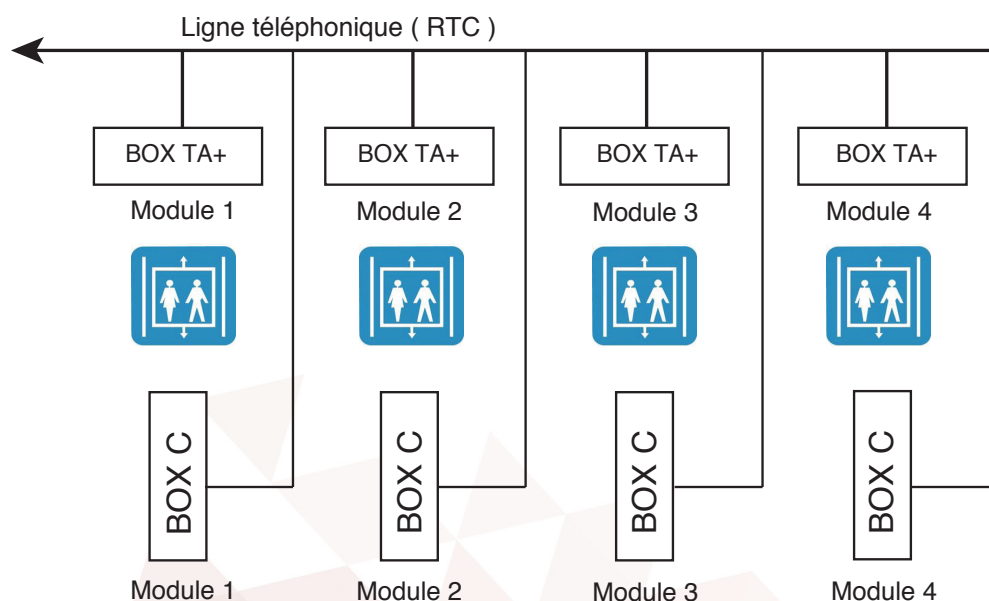 Ligne téléphonique ( RTC )
BOX TA+ BOX TA+ BOX TA+ BOX TA+
Module 1 Module 2 Module 3 Module 4
BOX C BOX C BOX C BOX C
Module 1 Module 2 Module 3 Module 4